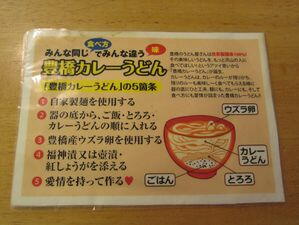 食べ方
みんな同じでみんな違う味
豊橋カレーうどん
「豊橋カレーうどん」の5箇条
1 自家製麺を使用する
2 器の底から、ご飯・とろろ・
カレーうどんの順に入れる
3 豊橋産ウズラ卵を使用する
4 福神漬又は壺漬・
紅しょうがを添える
5 愛情を持って作る♥
ウズラ卵
カレー
うどん
ごはん
とろろ